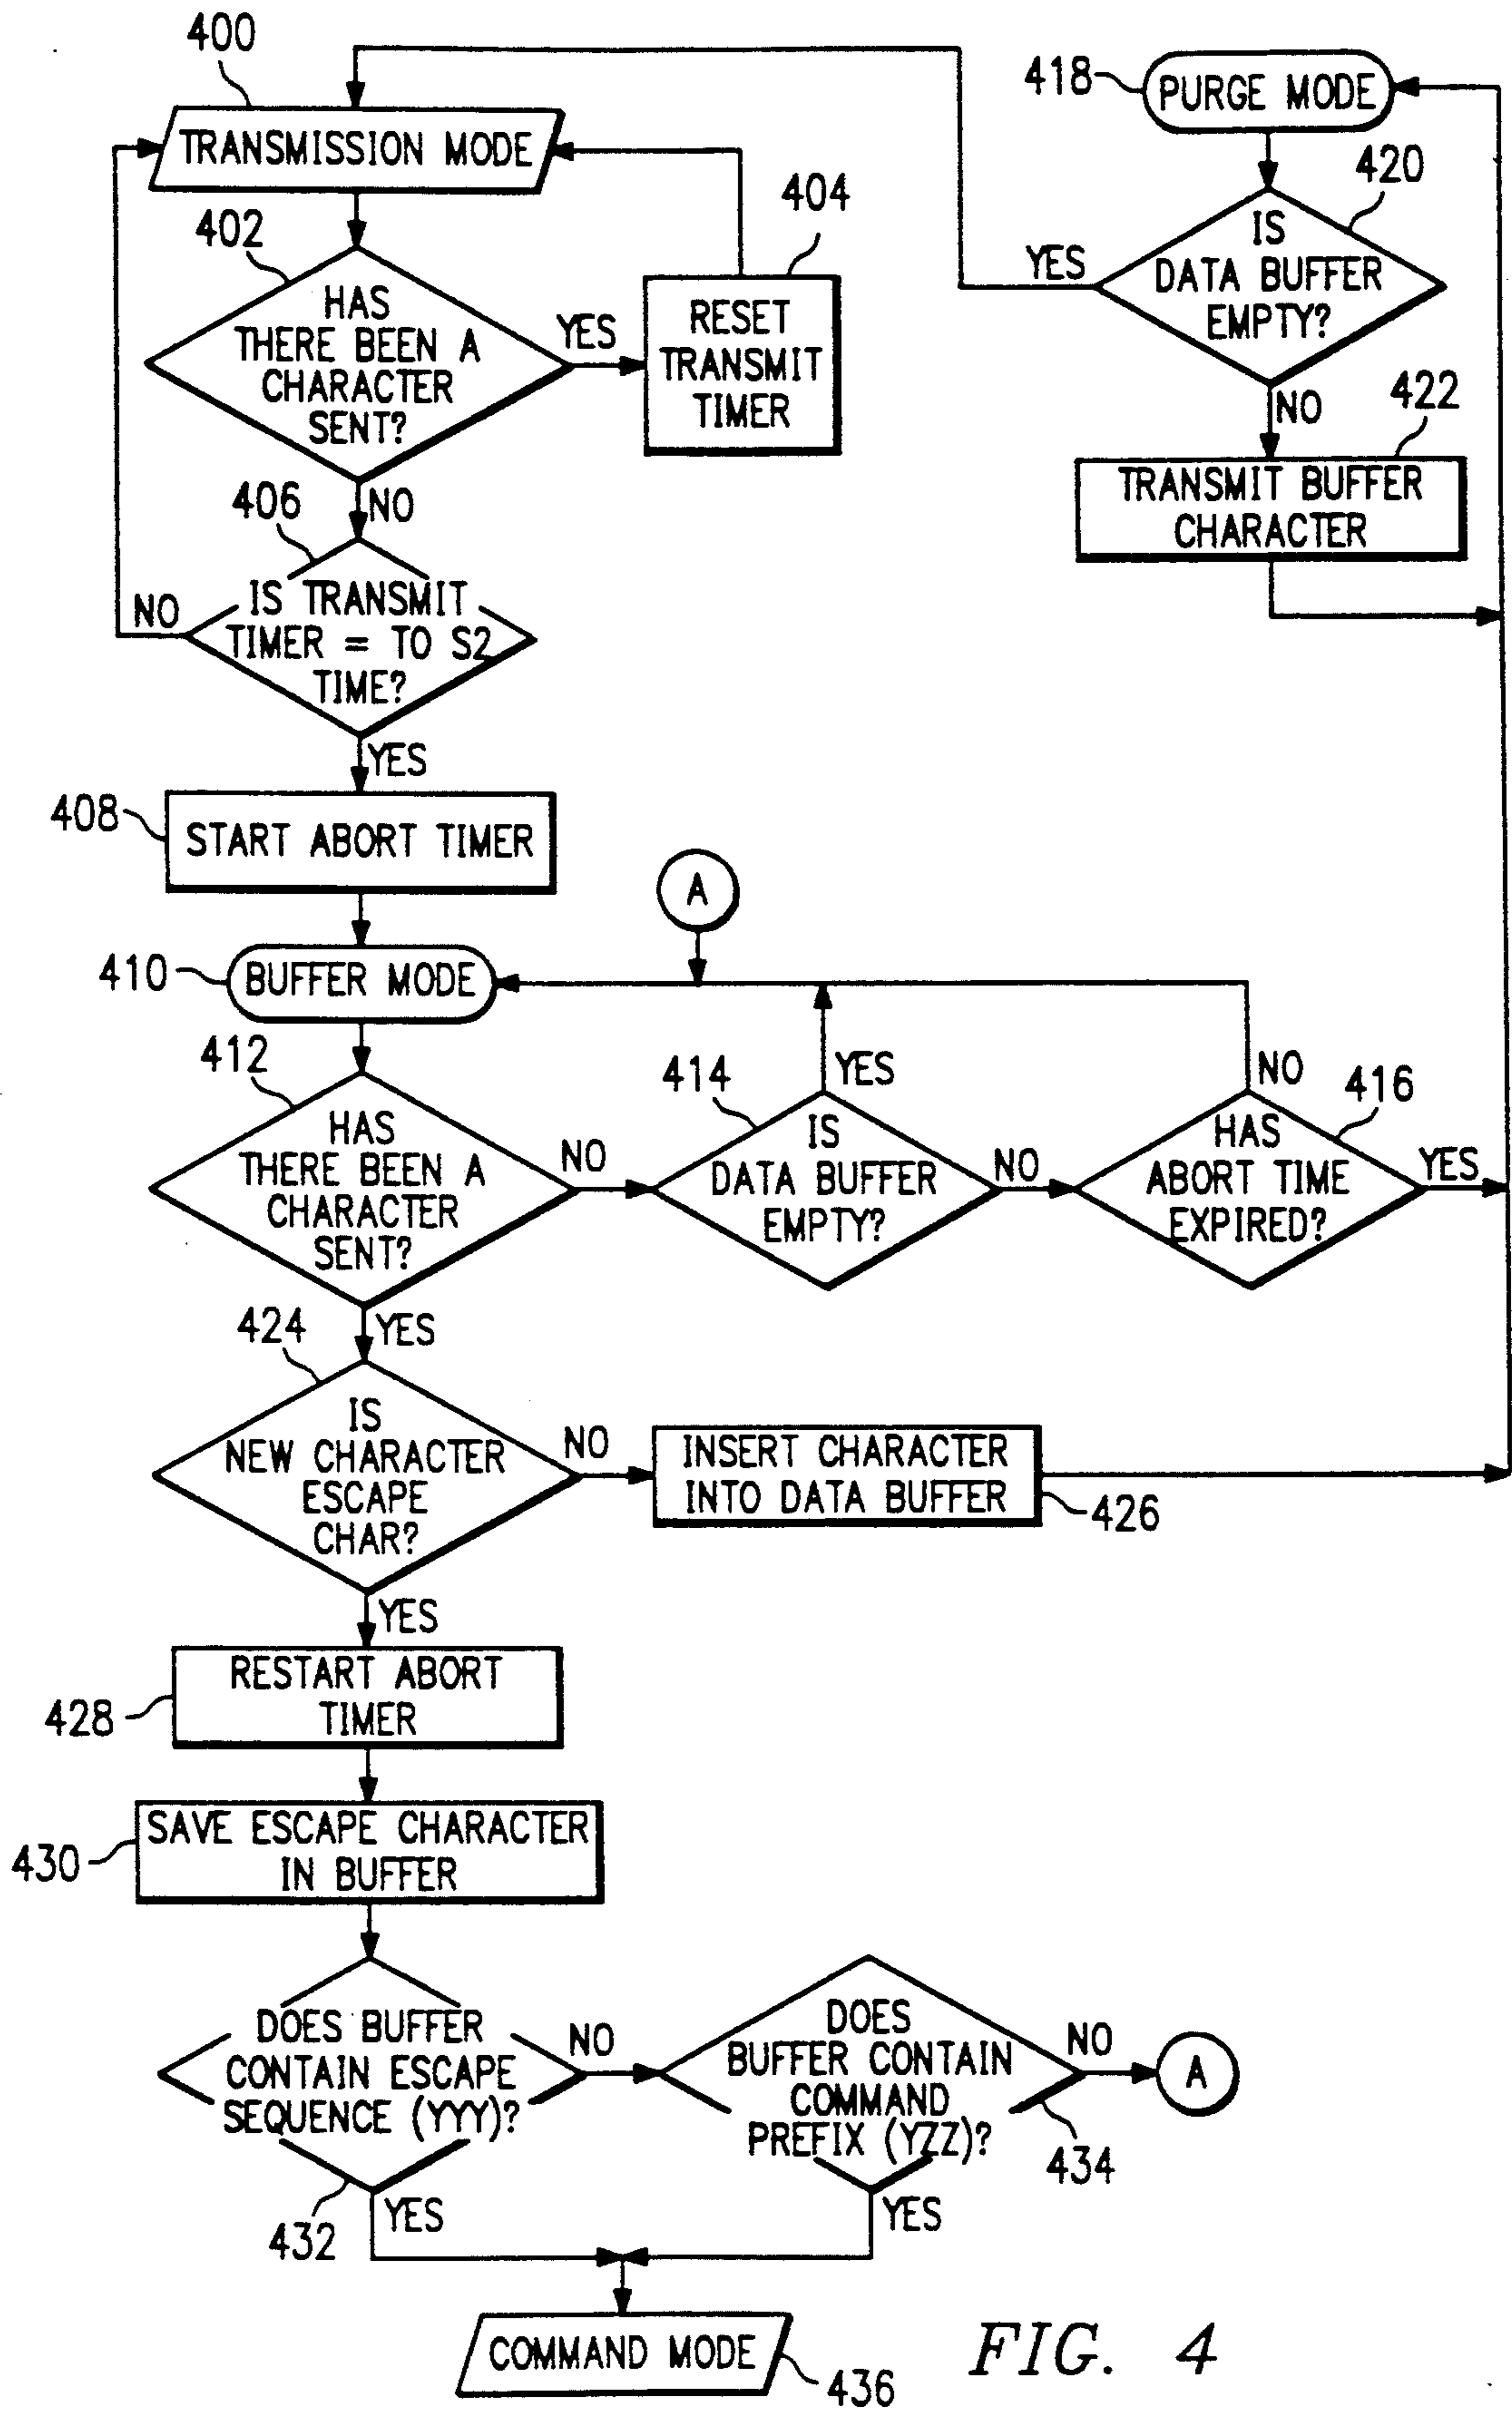 400
TRANSMISSION MODE
402
HAS
THERE BEEN A
CHARACTER
SENT?
YES
404
RESET
TRANSMIT
TIMER
NO
406
IS TRANSMIT
TIMER = TO S2
TIME?
NO
YES
408
START ABORT TIMER
418
PURGE MODE
420
IS
DATA BUFFER
EMPTY?
YES
NO
422
TRANSMIT BUFFER
CHARACTER
A
410
BUFFER MODE
412
HAS
THERE BEEN A
CHARACTER
SENT?
NO
414
YES
IS
DATA BUFFER
EMPTY?
NO
NO
416
HAS
ABORT TIME
EXPIRED?
YES
YES
424
IS
NEW CHARACTER
ESCAPE
CHAR?
NO
INSERT CHARACTER
INTO DATA BUFFER
426
YES
RESTART ABORT
TIMER
428
SAVE ESCAPE CHARACTER
IN BUFFER
430
DOES BUFFER
CONTAIN ESCAPE
SEQUENCE (YYY)?
NO
432
YES
DOES
BUFFER CONTAIN
COMMAND
PREFIX (YZZ)?
NO
A
434
YES
COMMAND MODE
436
FIG. 4